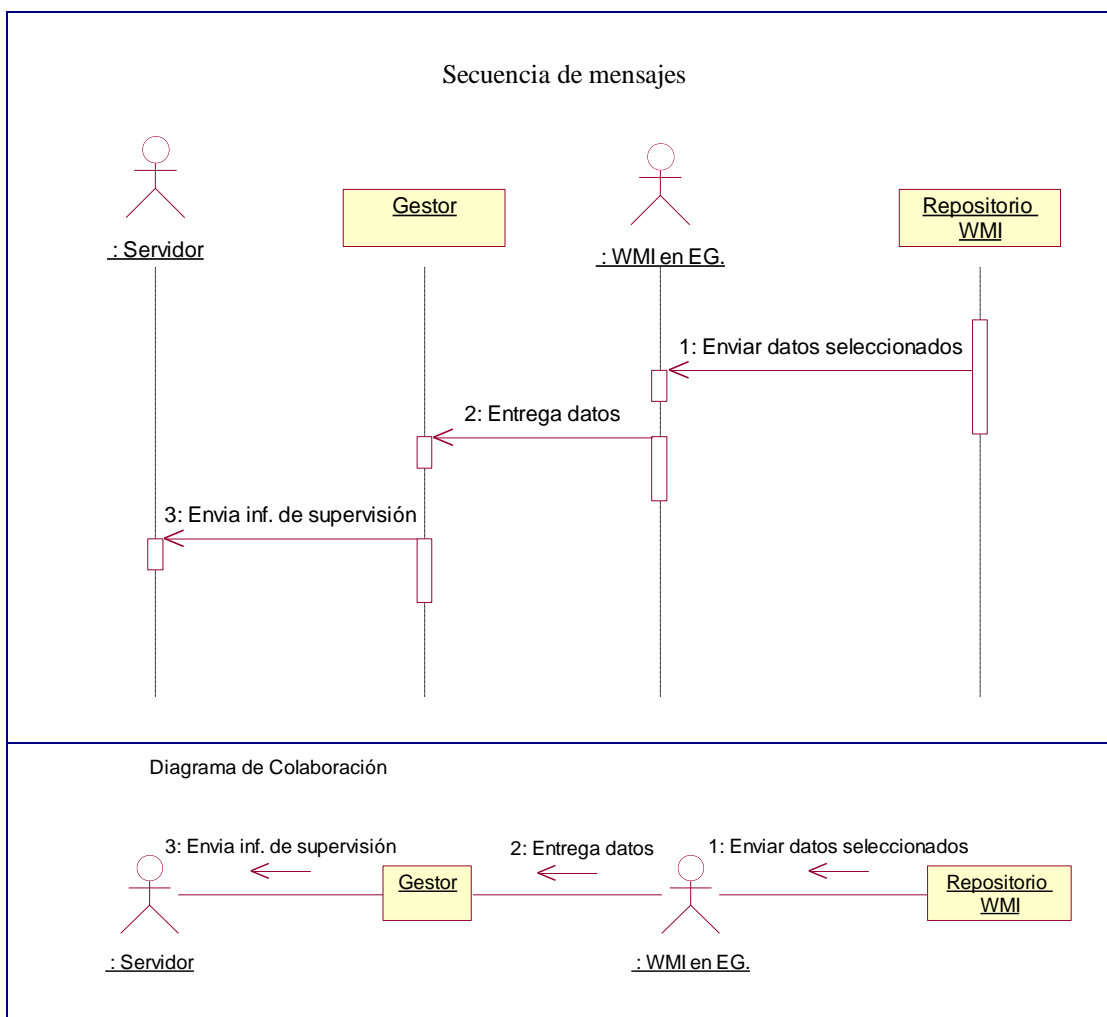 Secuencia de mensajes
: Servidor
Gestor
: WMI en EG.
Repositorio
WMI
1: Enviar datos seleccionados
2: Entrega datos
3: Envia inf. de supervisión
Diagrama de Colaboración
3: Envia inf. de supervisión
2: Entrega datos
1: Enviar datos seleccionados
: Servidor
Gestor
: WMI en EG.
Repositorio
WMI